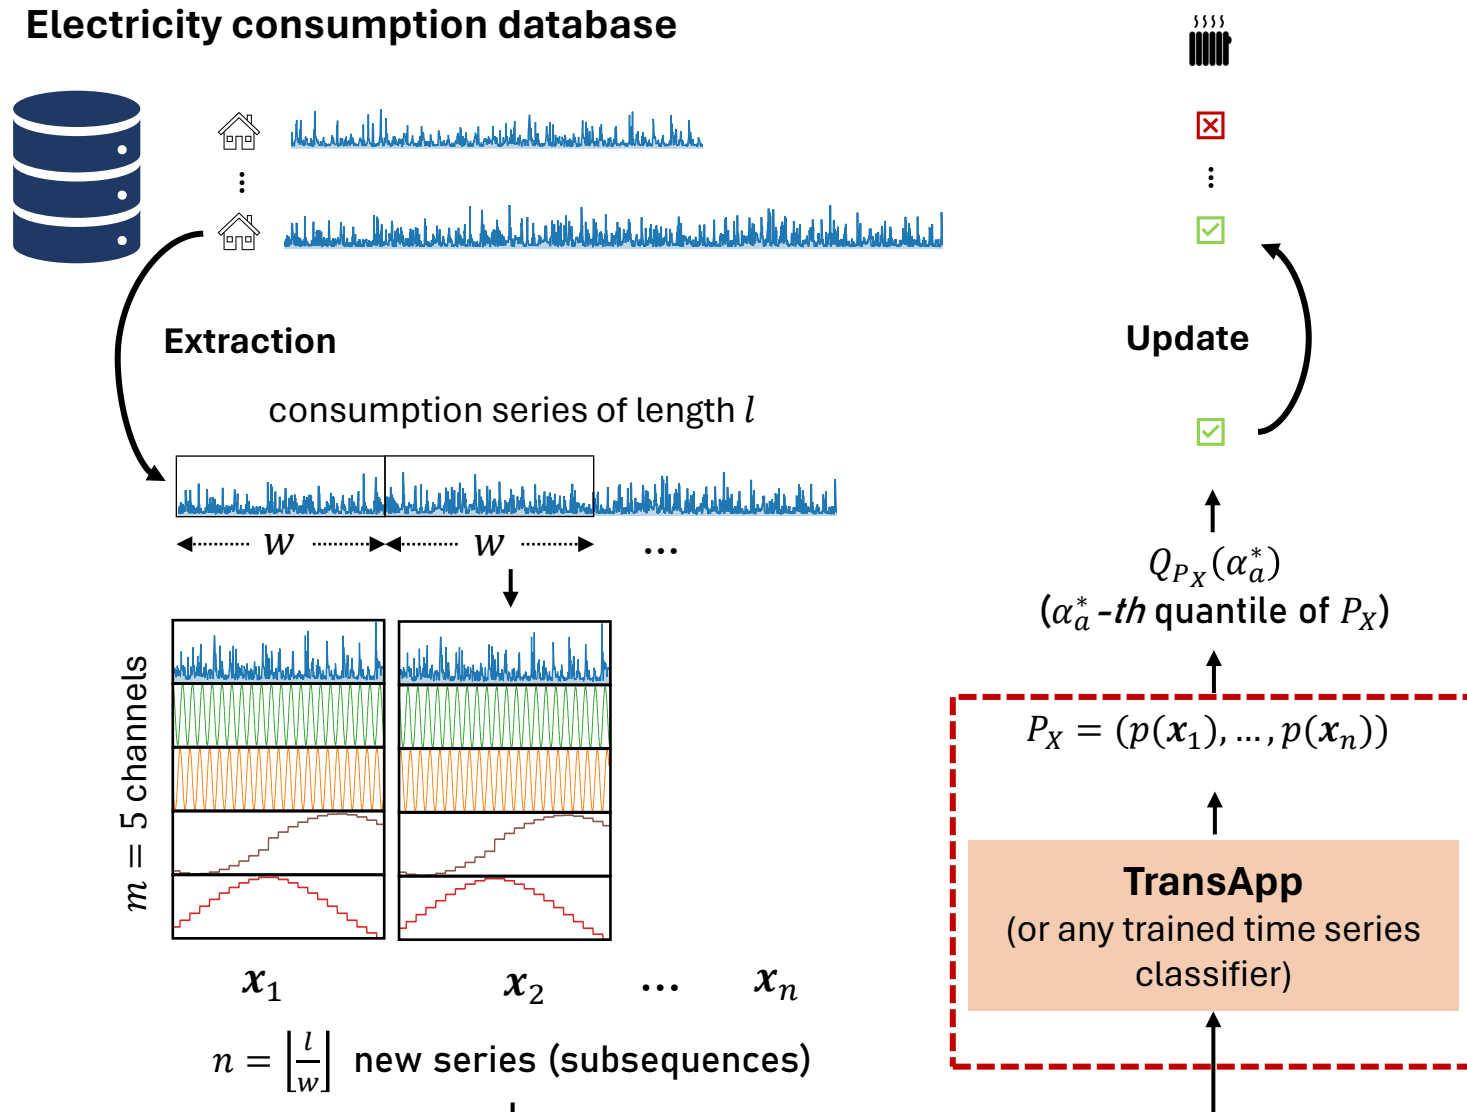 Electricity consumption database
Extraction
consumption series of length l
w w ...
m = 5 channels
x₁ x₂ ... xₙ
n = ⌊l/w⌋ new series (subsequences)
Update
Q_{P_X}(α*_a)
(α*_a-th quantile of P_X)
P_X = (p(x₁), ..., p(xₙ))
TransApp
(or any trained time series
classifier)